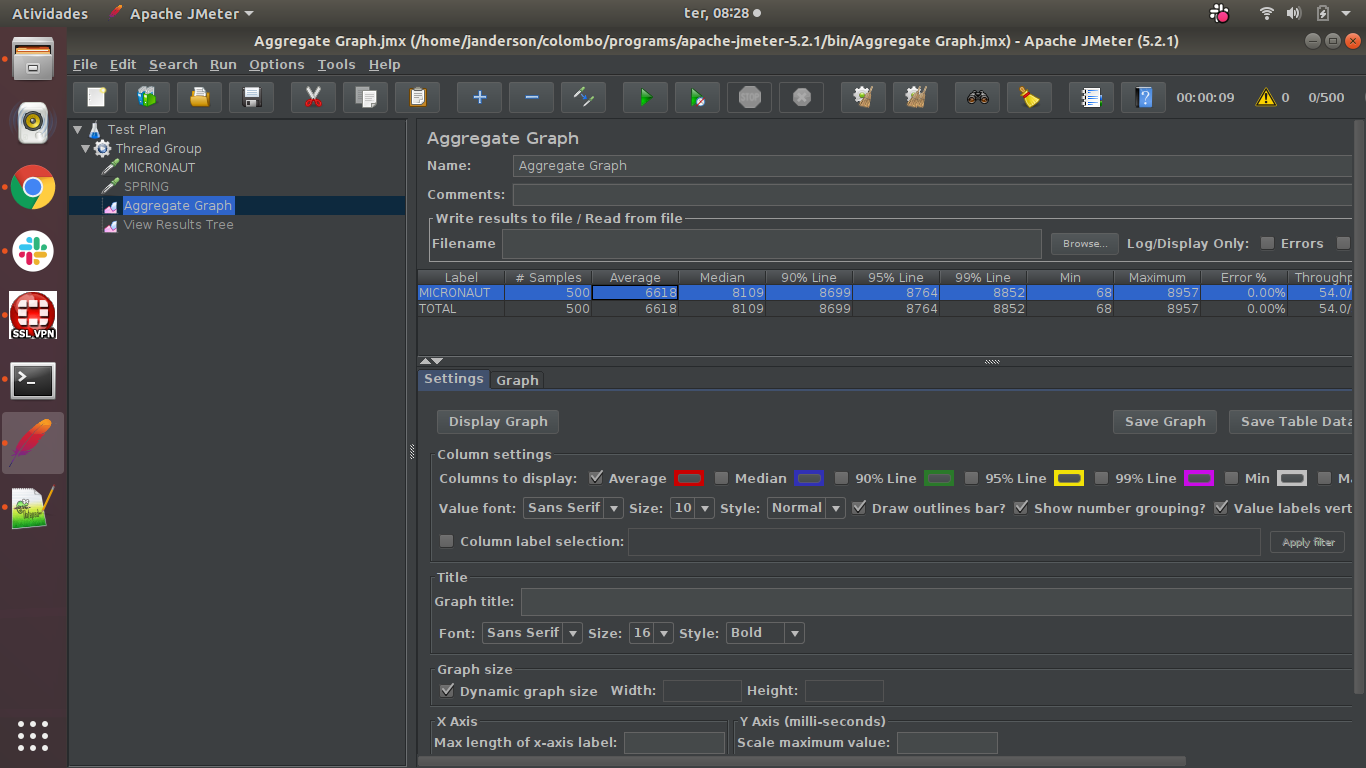 Atividades Apache JMeter ter, 08:28
Aggregate Graph.jmx (/home/janderson/colombo/programs/apache-jmeter-5.2.1/bin/Aggregate Graph.jmx) - Apache JMeter (5.2.1)
File Edit Search Run Options Tools Help
STOP 00:00:09 0 0/500
Test Plan
Thread Group
MICRONAUT
SPRING
Aggregate Graph
View Results Tree
SSL VPN
Aggregate Graph
Name: Aggregate Graph
Comments:
Write results to file / Read from file
Filename Browse... Log/Display Only: Errors
Label # Samples Average Median 90% Line 95% Line 99% Line Min Maximum Error % Throughp
MICRONAUT 500 6618 8109 8699 8764 8852 68 8957 0.00% 54.0/
TOTAL 500 6618 8109 8699 8764 8852 68 8957 0.00% 54.0/
Settings Graph
Display Graph Save Graph Save Table Data
Column settings
Columns to display: Average Median 90% Line 95% Line 99% Line Min
Value font: Sans Serif Size: 10 Style: Normal Draw outlines bar? Show number grouping? Value labels vert
Column label selection: Apply filter
Title
Graph title:
Font: Sans Serif Size: 16 Style: Bold
Graph size
Dynamic graph size Width: Height:
X Axis Y Axis (milli-seconds)
Max length of x-axis label: Scale maximum value: